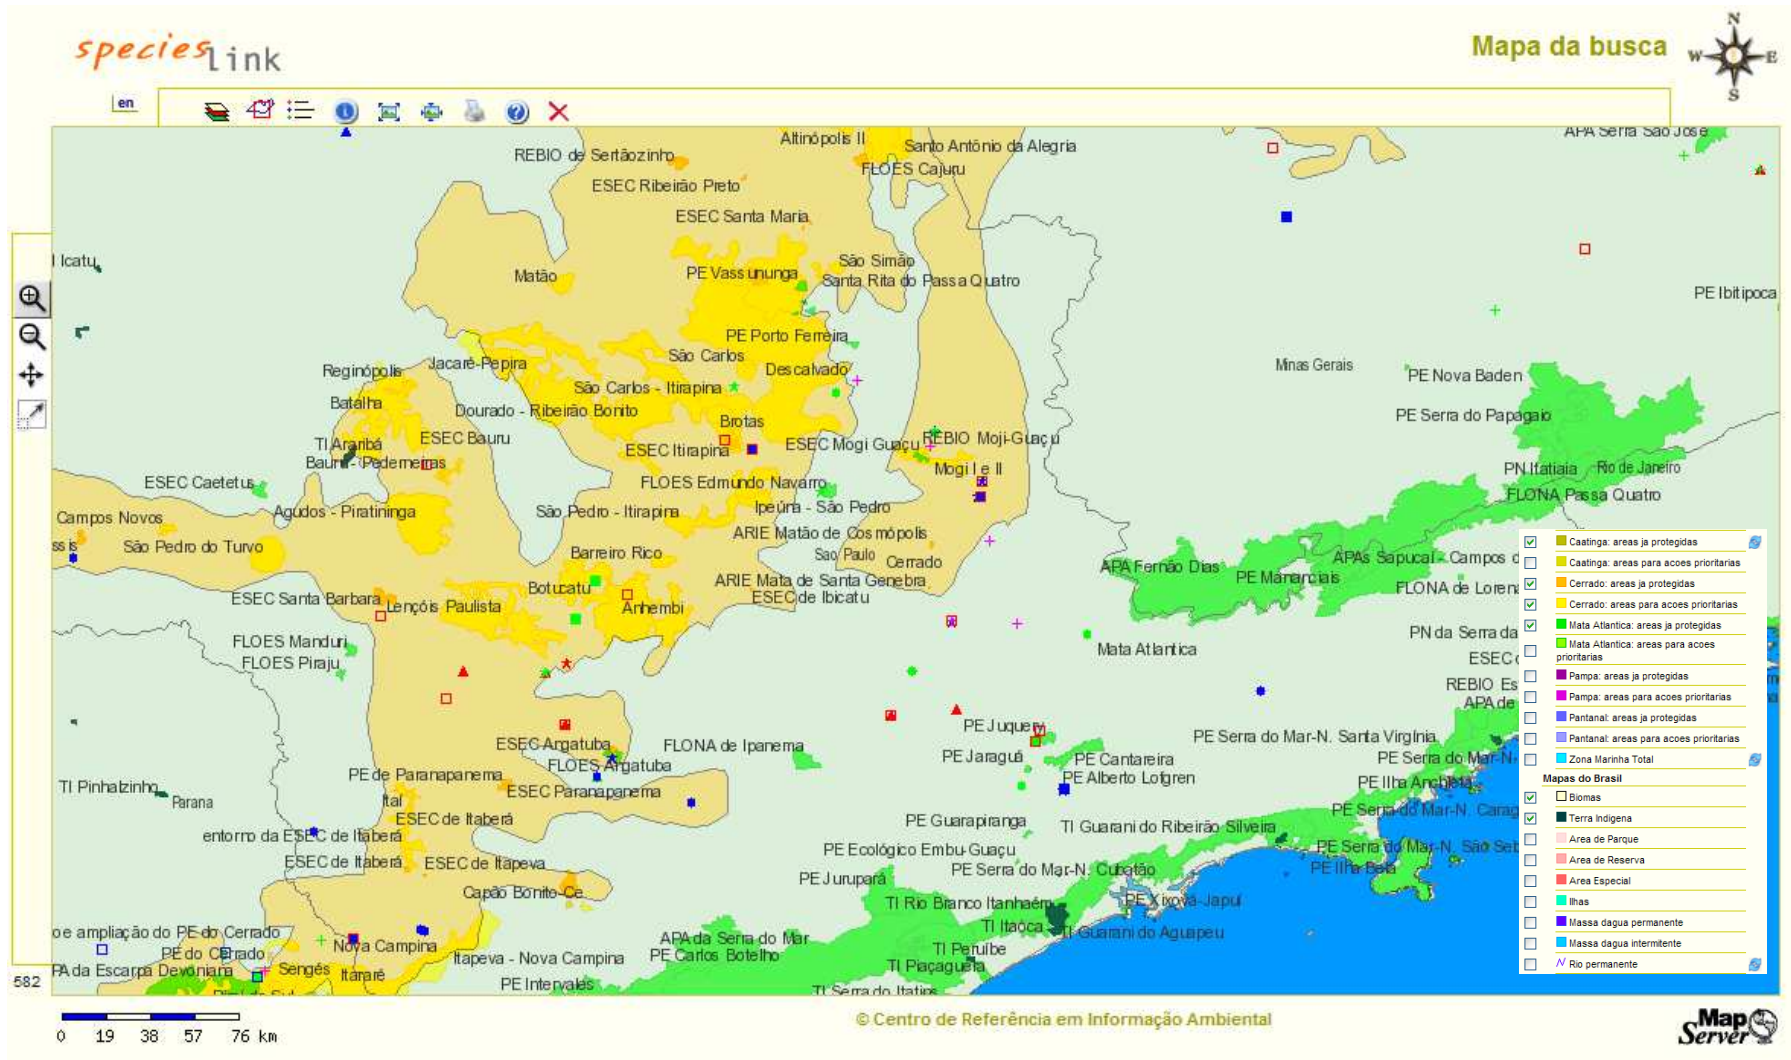 species
link
Mapa da busca
N
W
E
S
en
APA Serra São José
Altinópolis II
Santo Antônio da Alegria
REBIO de Sertãozinho
FLOES Cajuru
ESEC Ribeirão Preto
ESEC Santa Maria
I Icatu
São Simão
Matão
PE Vassununga
Santa Rita do Passa Quatro
PE Ibitipoca
PE Porto Ferreira
São Carlos
Jacaré-Pepira
Reginópolis
Descalvado
Minas Gerais
PE Nova Baden
São Carlos - Itirapina
Batalha
Dourado - Ribeirão Bonito
PE Serra do Papagaio
Brotas
TI Araribá
ESEC Bauru
ESEC Itirapina
ESEC Mogi Guaçu
REBIO Moji-Guaçu
Bauru - Pederneiras
Mogi I e II
PN Itatiaia
Rio de Janeiro
ESEC Caetetus
FLOES Edmundo Navarro
FLONA Passa Quatro
Campos Novos
Agudos - Piratininga
São Pedro - Itirapina
Ipeúna - São Pedro
ARIE Matão de Cosmópolis
ssis
São Pedro do Turvo
Barreiro Rico
Sao Paulo
Cerrado
APA Fernão Dias
APAs Sapucaí - Campos d
PE Mananciais
ARIE Mata de Santa Genebra
Botucatu
FLONA de Loren
ESEC Santa Barbara
Lençóis Paulista
Anhembi
ESEC de Ibicatu
FLOES Manduri
PN da Serra da
Mata Atlantica
FLOES Piraju
ESEC
REBIO Es
APA de
PE Juquery
ESEC Angatuba
FLONA de Ipanema
PE Serra do Mar-N. Santa Virgínia
PE Jaraguá
PE Cantareira
PE Serra do Mar-N
FLOES Angatuba
PE de Paranapanema
PE Alberto Lofgren
PE Ilha Anchieta
TI Pinhalzinho
Parana
ESEC Paranapanema
Itaí
PE Serra do Mar-N. Carag
ESEC de Itaberá
PE Guarapiranga
TI Guarani do Ribeirão Silveira
entorno da ESEC de Itaberá
PE Ecológico Embu-Guaçu
PE Serra do Mar-N. São Seb
ESEC de Itaberá
ESEC de Itapeva
PE Serra do Mar-N. Cubatão
PE Ilha Bela
PE Jurupará
Capão Bonito-Ce
TI Rio Branco Itanhaém
PE Xixová-Japuí
TI Itaóca
TI Guarani do Aguapeu
o e ampliação do PE do Cerrado
APA da Serra do Mar
Nova Campina
PE do Cerrado
PE Carlos Botelho
TI Peruíbe
Itapeva - Nova Campina
PA da Escarpa Devoniana
Sengés
Itararé
TI Piaçaguera
PE Intervales
TI Serra do Itatins
Caatinga: areas ja protegidas
Caatinga: areas para acoes prioritarias
Cerrado: areas ja protegidas
Cerrado: areas para acoes prioritarias
Mata Atlantica: areas ja protegidas
Mata Atlantica: areas para acoes
prioritarias
Pampa: areas ja protegidas
Pampa: areas para acoes prioritarias
Pantanal: areas ja protegidas
Pantanal: areas para acoes prioritarias
Zona Marinha Total
Mapas do Brasil
Biomas
Terra Indigena
Area de Parque
Area de Reserva
Area Especial
Ilhas
Massa dagua permanente
Massa dagua intermitente
Rio permanente
582
0 19 38 57 76 km
© Centro de Referência em Informação Ambiental
Map
Server